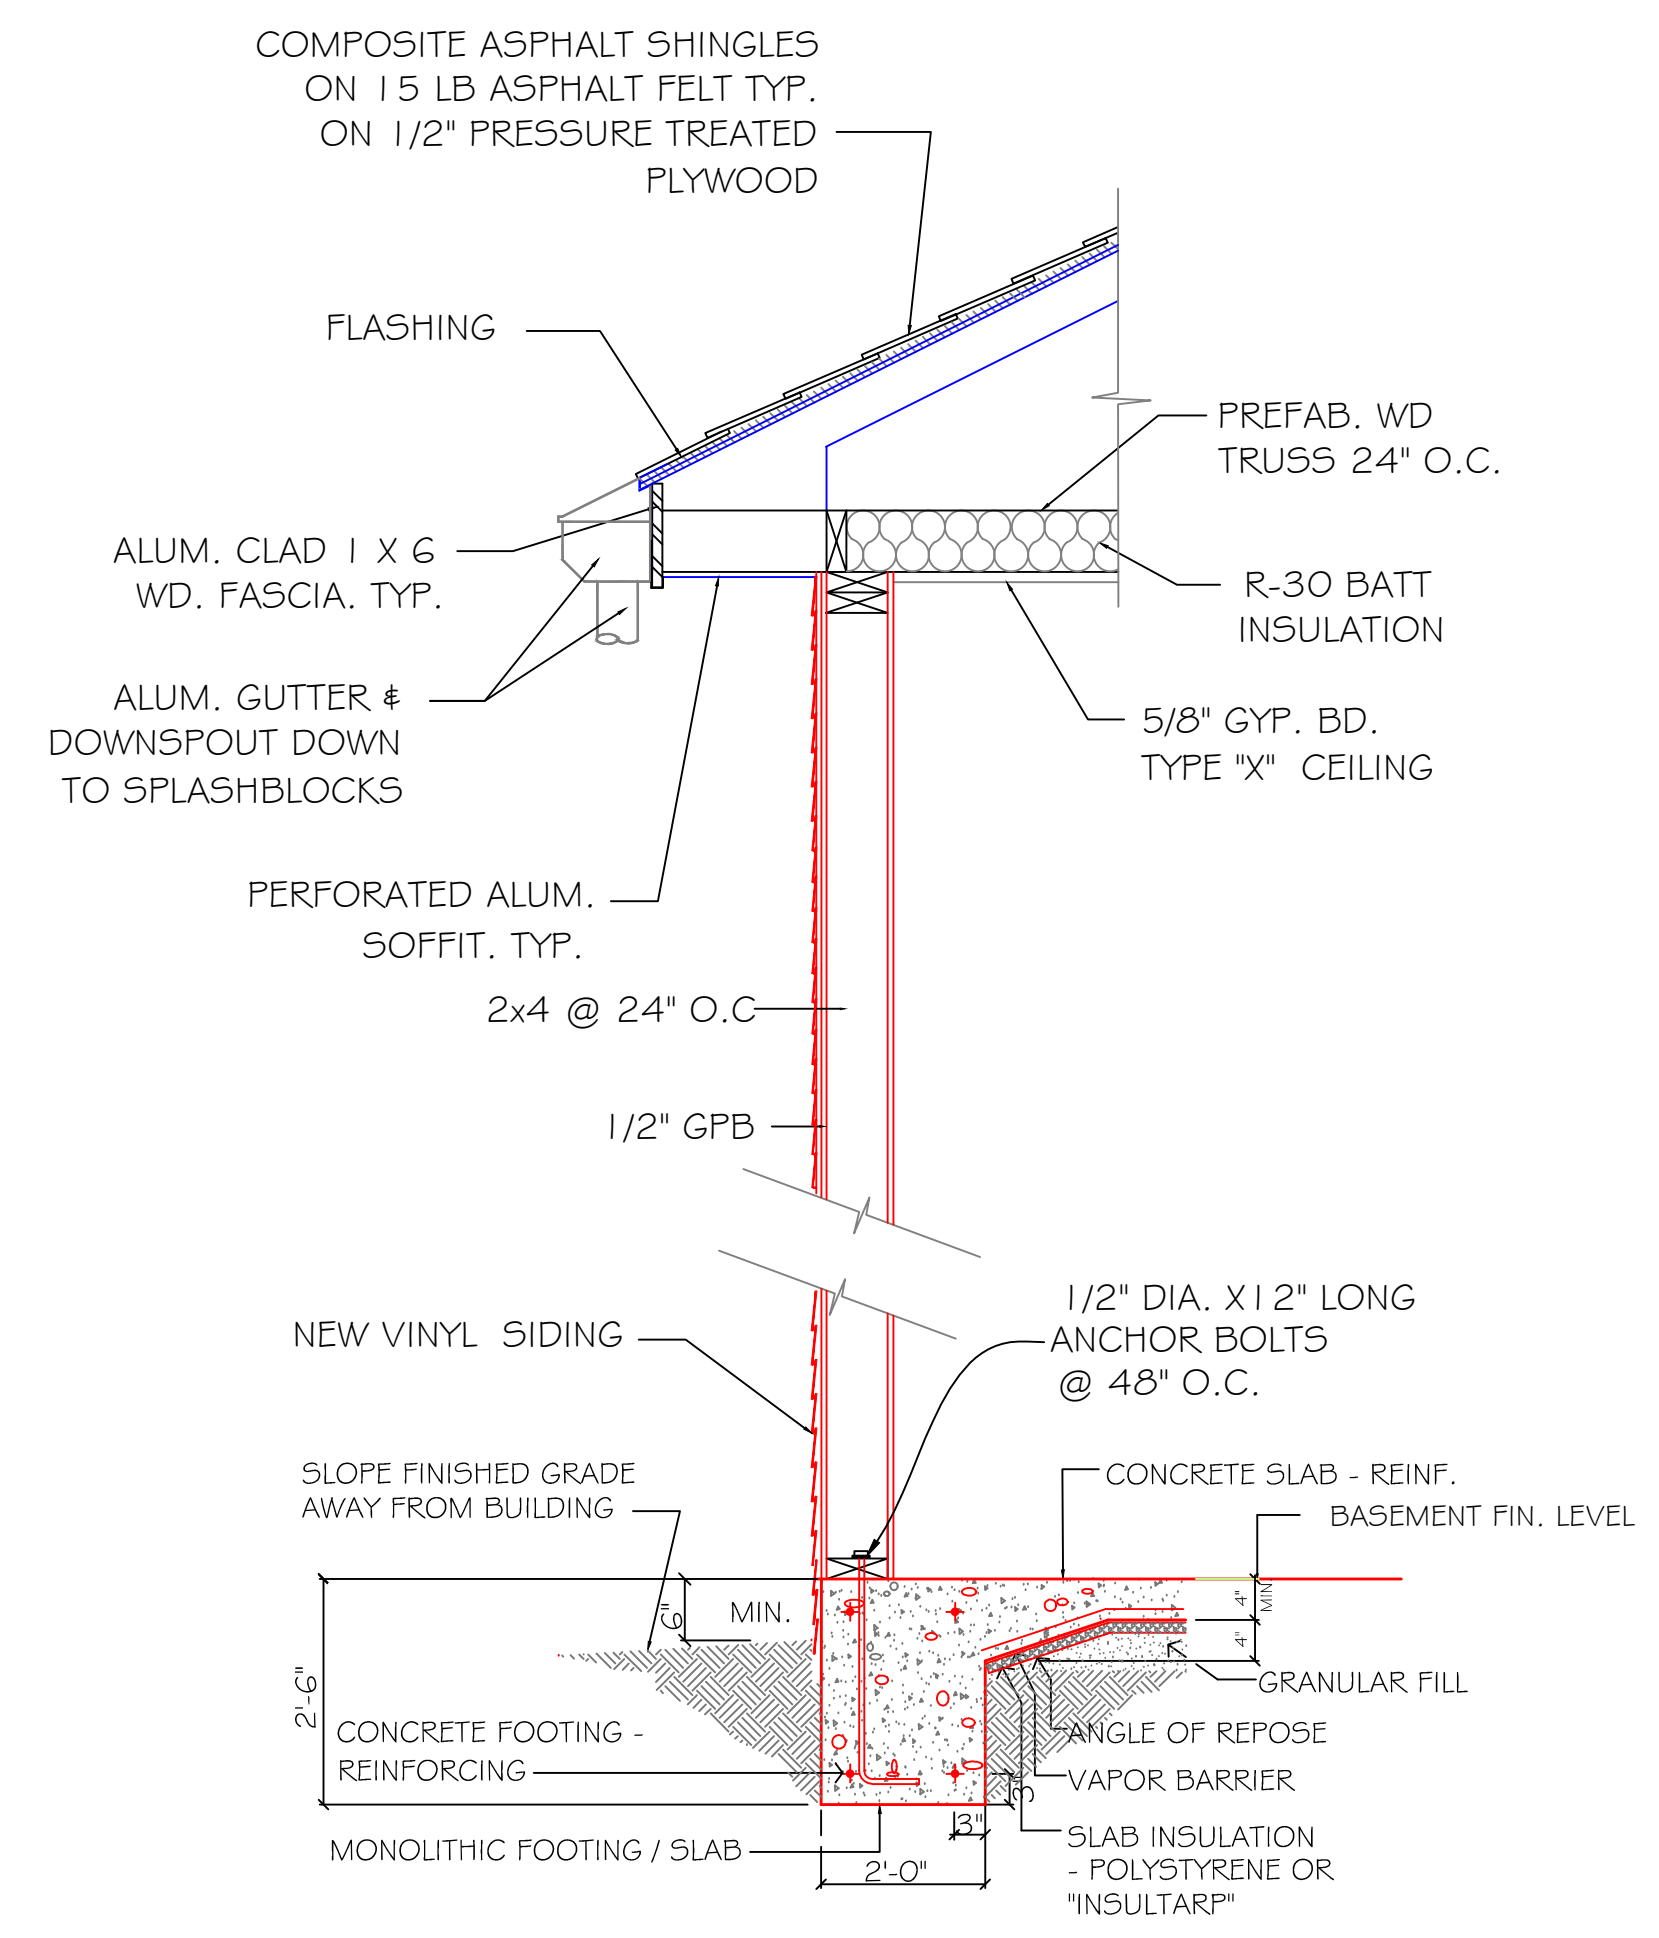 COMPOSITE ASPHALT SHINGLES
ON 15 LB ASPHALT FELT TYP.
ON 1/2" PRESSURE TREATED
PLYWOOD
FLASHING
PREFAB. WD
TRUSS 24" O.C.
ALUM. CLAD 1 X 6
WD. FASCIA. TYP.
R-30 BATT
INSULATION
ALUM. GUTTER &
DOWNSPOUT DOWN
TO SPLASHBLOCKS
5/8" GYP. BD.
TYPE "X" CEILING
PERFORATED ALUM.
SOFFIT. TYP.
2x4 @ 24" O.C
1/2" GPB
NEW VINYL SIDING
1/2" DIA. X12" LONG
ANCHOR BOLTS
@ 48" O.C.
SLOPE FINISHED GRADE
AWAY FROM BUILDING
CONCRETE SLAB - REINF.
BASEMENT FIN. LEVEL
6"
MIN.
4"
MIN
4"
2'-6"
GRANULAR FILL
CONCRETE FOOTING -
REINFORCING
ANGLE OF REPOSE
VAPOR BARRIER
3"
3"
MONOLITHIC FOOTING / SLAB
2'-0"
SLAB INSULATION
- POLYSTYRENE OR
"INSULTARP"